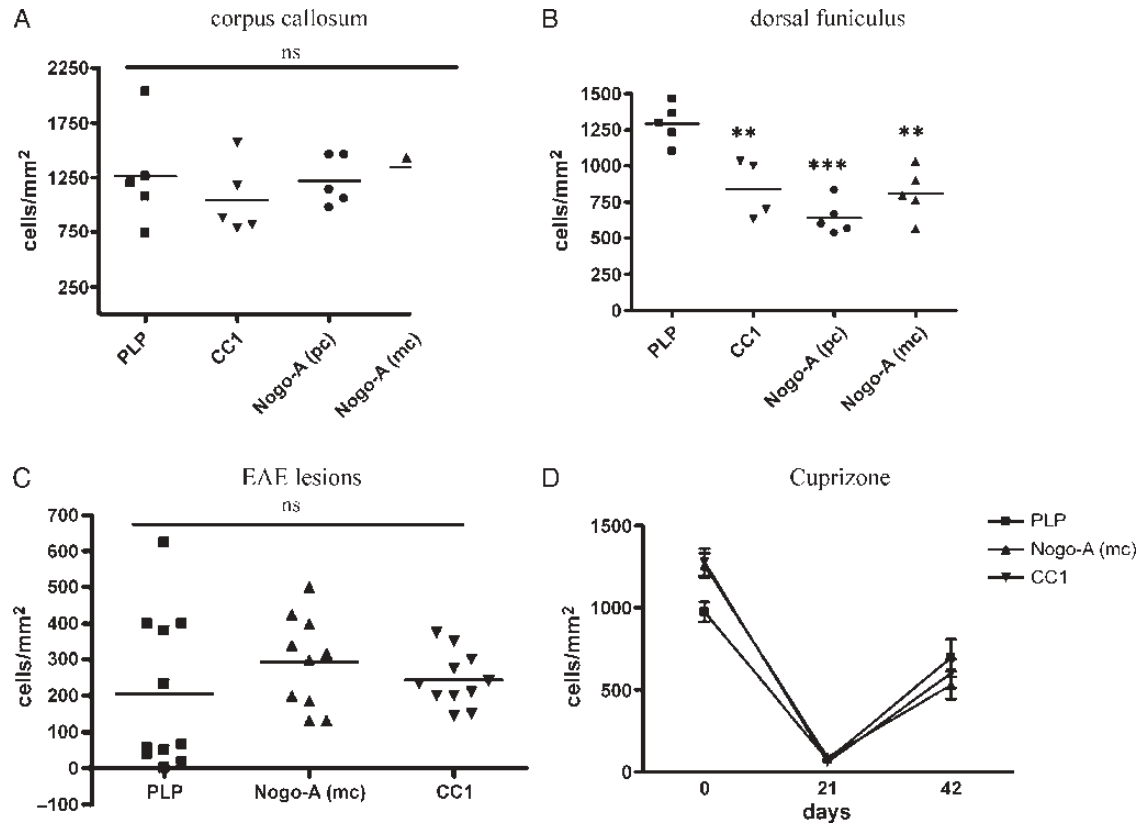 A
corpus callosum
ns
2250
1750
1250
750
250
cells/mm²
PLP
CC1
Nogo-A (pc)
Nogo-A (mc)
B
dorsal funiculus
1500
1250
1000
750
500
250
0
cells/mm²
**
***
**
PLP
CC1
Nogo-A (pc)
Nogo-A (mc)
C
EAE lesions
ns
700
600
500
400
300
200
100
0
–100
cells/mm²
PLP
Nogo-A (mc)
CC1
D
Cuprizone
PLP
Nogo-A (mc)
CC1
1500
1000
500
0
cells/mm²
0 21 42
days